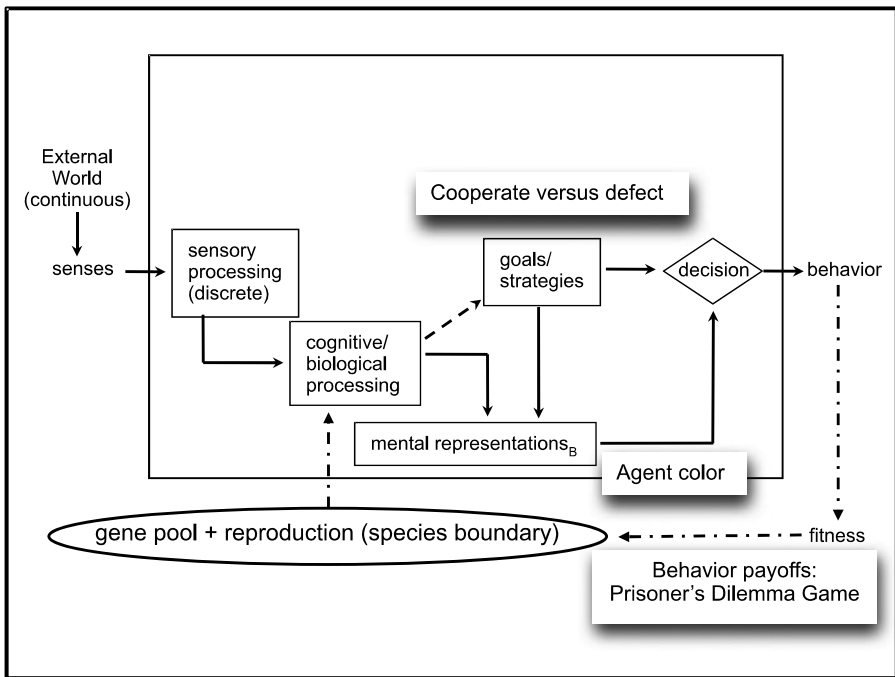 External
World
(continuous)
senses
sensory
processing
(discrete)
cognitive/
biological
processing
Cooperate versus defect
goals/
strategies
decision
behavior
mental representations_B
Agent color
gene pool + reproduction (species boundary)
fitness
Behavior payoffs:
Prisoner's Dilemma Game